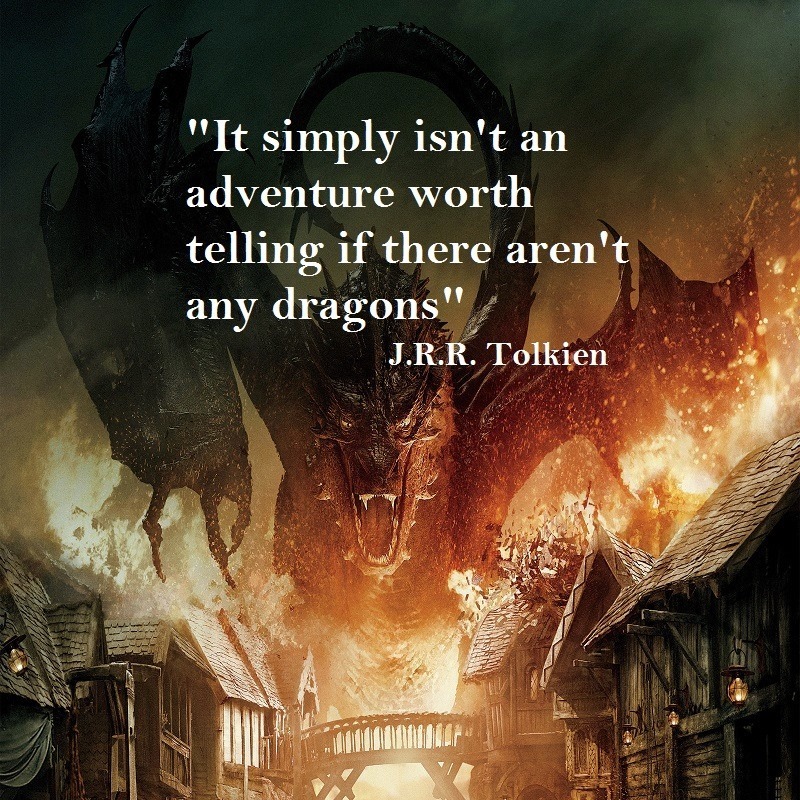 "It simply isn't an
adventure worth
telling if there aren't
any dragons"
J.R.R. Tolkien